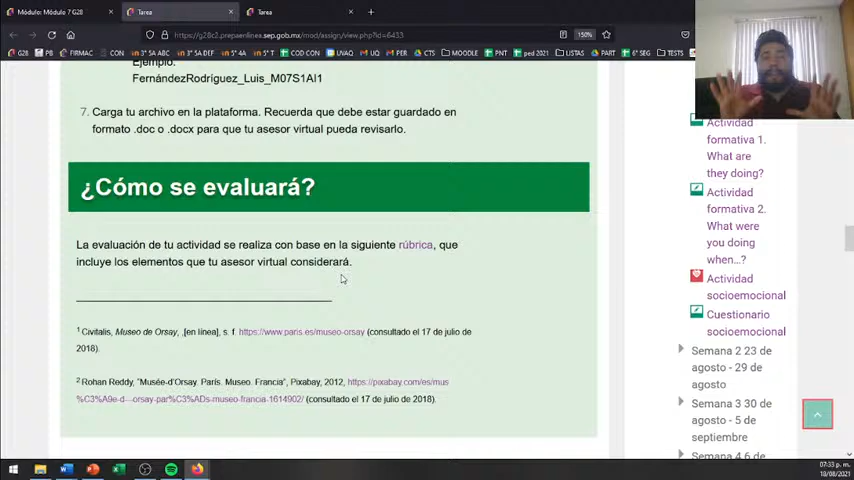 Módulo: Módulo 7 G28
Tarea
Tarea
https://g28c2.prepaenlinea.sep.gob.mx/mod/assign/view.php?id=6433
150%
G28
FIRMAC
CON
3° 5A ABC
3° 5A DEF
5° 4A
5° T
COD CON
UVAQ
UM
PER
CTS
MOODLE
PNT
ped 2021
LISTAS
6° SEG
TESTS
Ejemplo:
FernándezRodríguez_Luis_M07S1AI1
7. Carga tu archivo en la plataforma. Recuerda que debe estar guardado en
formato .doc o .docx para que tu asesor virtual pueda revisarlo.
¿Cómo se evaluará?
La evaluación de tu actividad se realiza con base en la siguiente rúbrica, que
incluye los elementos que tu asesor virtual considerará.
1 Civitalis, Museo de Orsay, ,[en línea], s. f. https://www.paris.es/museo-orsay (consultado el 17 de julio de
2018).
2 Rohan Reddy, “Musée-d’Orsay. París. Museo. Francia”, Pixabay, 2012, https://pixabay.com/es/mus
%C3%A9e-d---orsay-par%C3%ADs-museo-francia-1614902/ (consultado el 17 de julio de 2018).
Actividad
formativa 1.
What are
they doing?
Actividad
formativa 2.
What were
you doing
when…?
Actividad
socioemocional
Cuestionario
socioemocional
Semana 2 23 de
agosto - 29 de
agosto
Semana 3 30 de
agosto - 5 de
septiembre
Semana 4 6 de
07:33 p. m.
18/08/2021